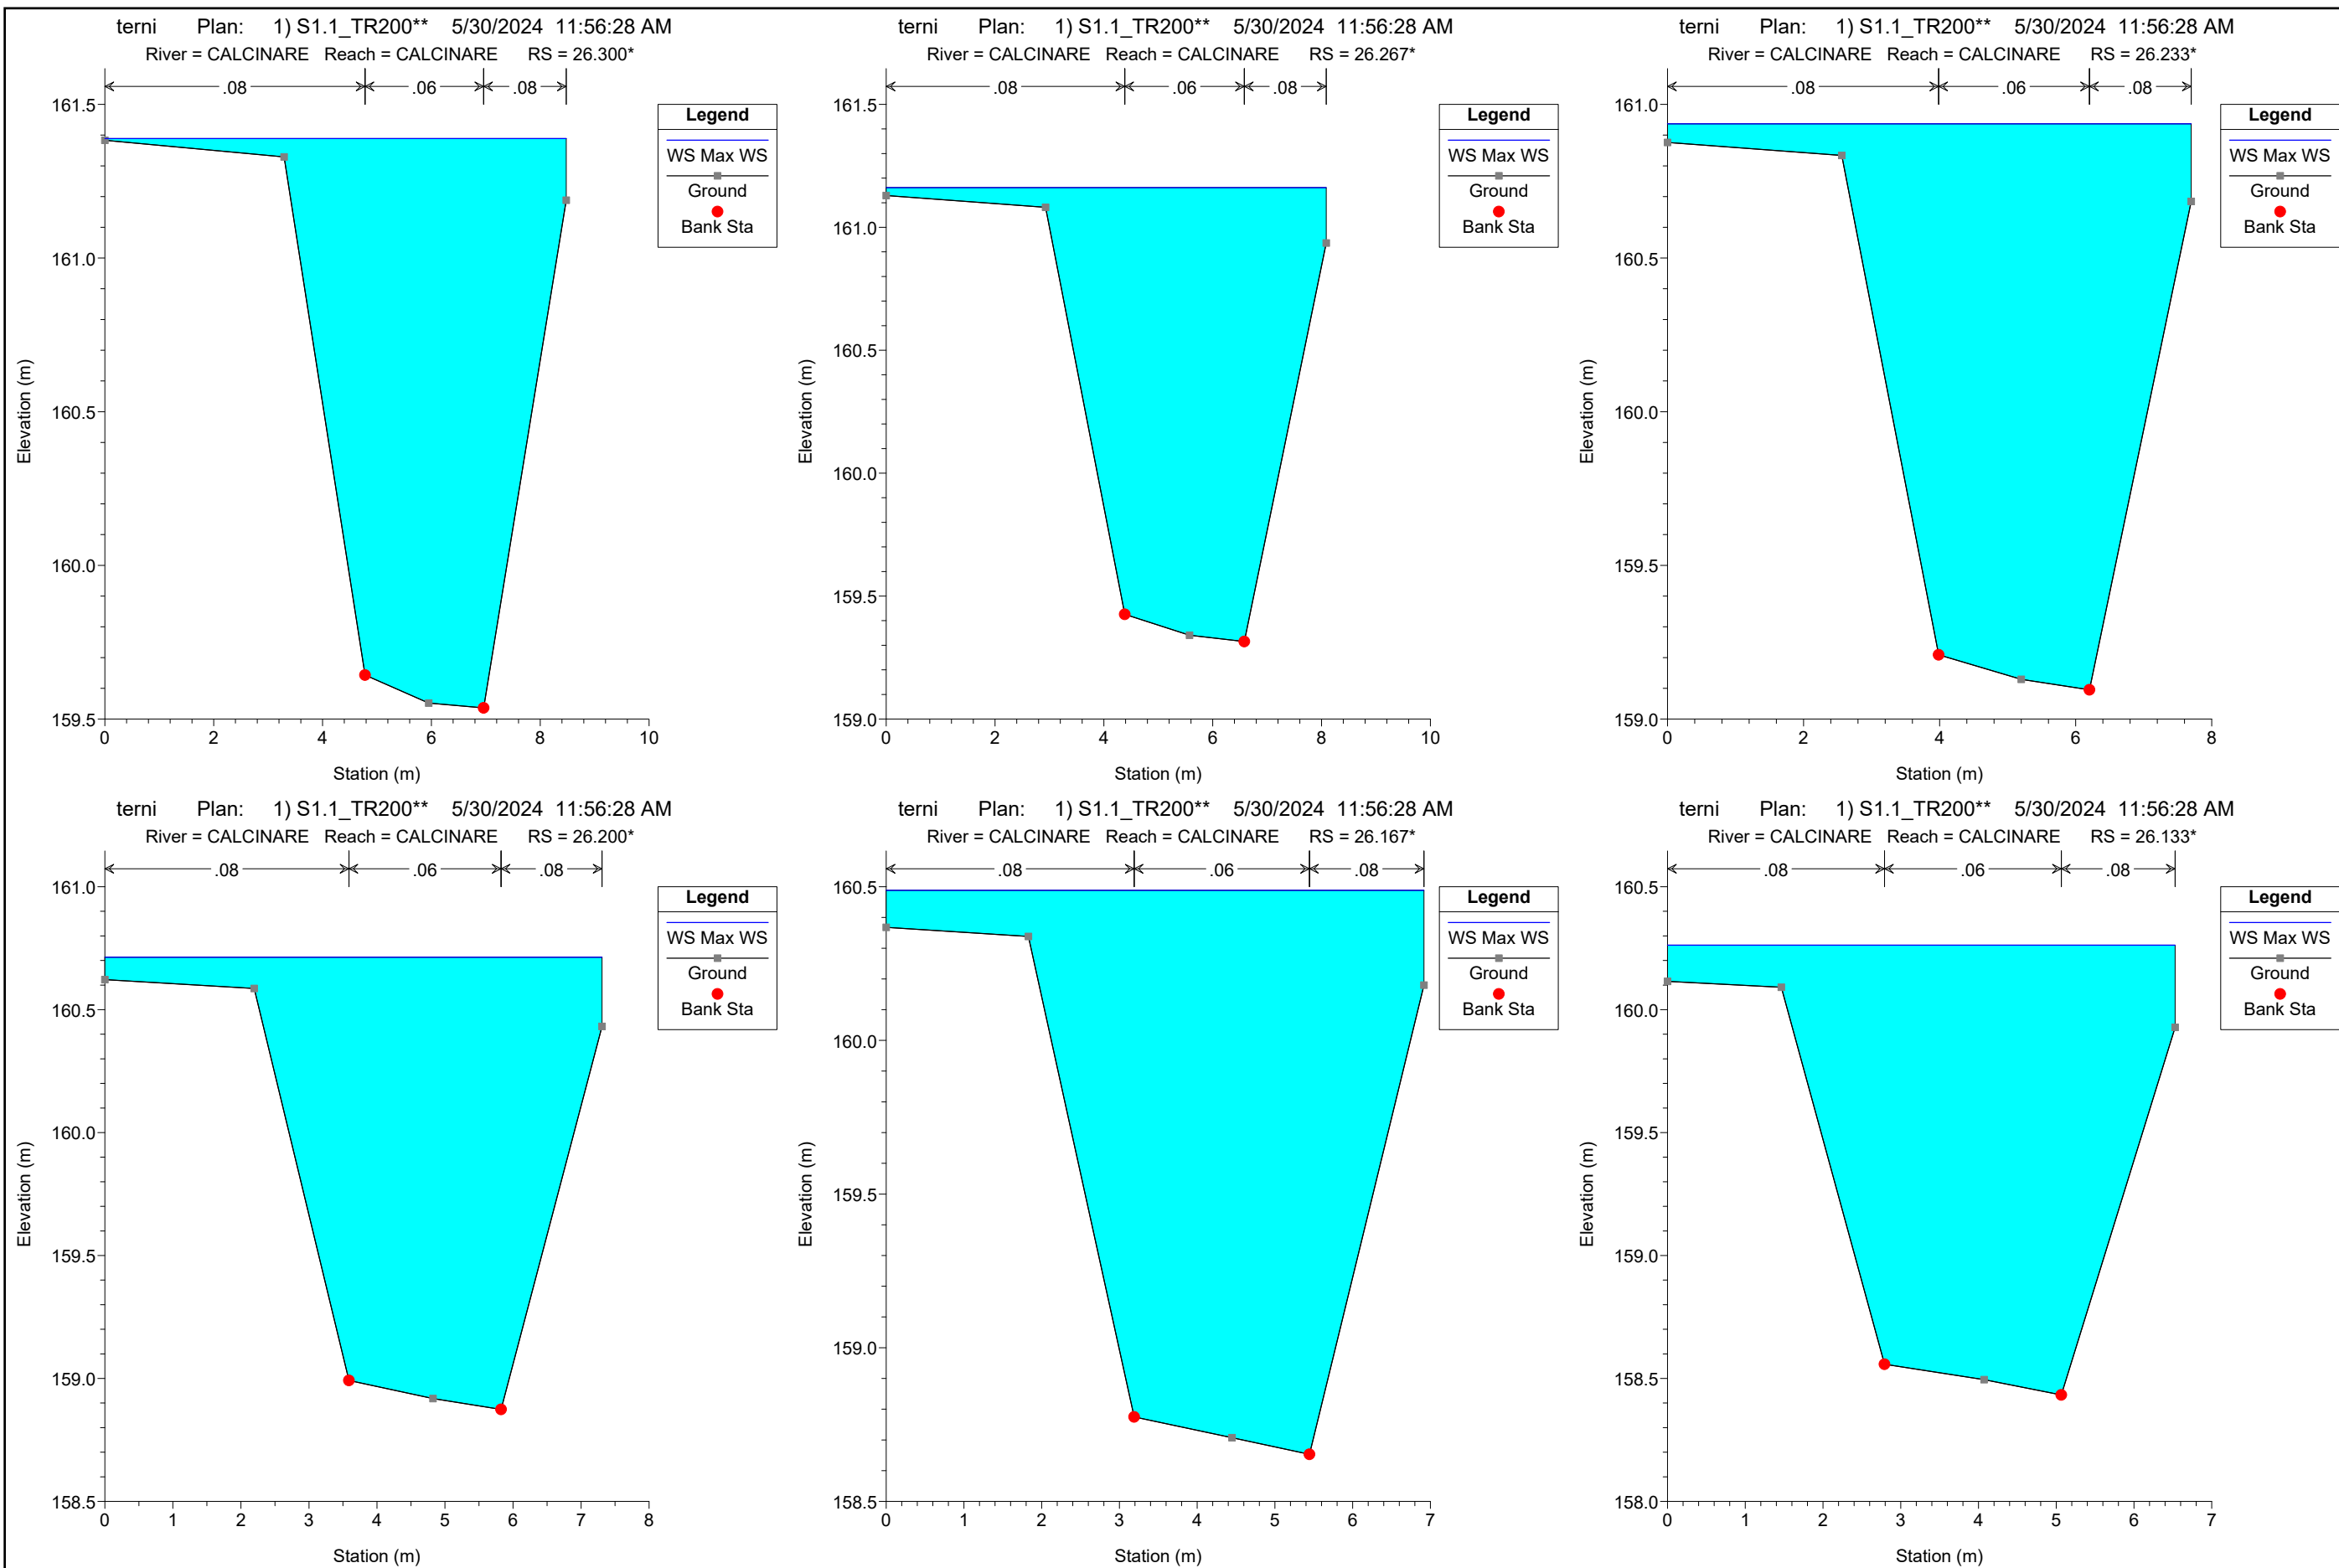 terni Plan: 1) S1.1_TR200** 5/30/2024 11:56:28 AM
River = CALCINARE Reach = CALCINARE RS = 26.300*
.08 .06 .08
161.5
161.0
160.5
160.0
159.5
0 2 4 6 8 10
Elevation (m)
Station (m)
Legend
WS Max WS
Ground
Bank Sta
terni Plan: 1) S1.1_TR200** 5/30/2024 11:56:28 AM
River = CALCINARE Reach = CALCINARE RS = 26.267*
.08 .06 .08
161.5
161.0
160.5
160.0
159.5
159.0
0 2 4 6 8 10
Elevation (m)
Station (m)
Legend
WS Max WS
Ground
Bank Sta
terni Plan: 1) S1.1_TR200** 5/30/2024 11:56:28 AM
River = CALCINARE Reach = CALCINARE RS = 26.233*
.08 .06 .08
161.0
160.5
160.0
159.5
159.0
0 2 4 6 8
Elevation (m)
Station (m)
Legend
WS Max WS
Ground
Bank Sta
terni Plan: 1) S1.1_TR200** 5/30/2024 11:56:28 AM
River = CALCINARE Reach = CALCINARE RS = 26.200*
.08 .06 .08
161.0
160.5
160.0
159.5
159.0
158.5
0 1 2 3 4 5 6 7 8
Elevation (m)
Station (m)
Legend
WS Max WS
Ground
Bank Sta
terni Plan: 1) S1.1_TR200** 5/30/2024 11:56:28 AM
River = CALCINARE Reach = CALCINARE RS = 26.167*
.08 .06 .08
160.5
160.0
159.5
159.0
158.5
0 1 2 3 4 5 6 7
Elevation (m)
Station (m)
Legend
WS Max WS
Ground
Bank Sta
terni Plan: 1) S1.1_TR200** 5/30/2024 11:56:28 AM
River = CALCINARE Reach = CALCINARE RS = 26.133*
.08 .06 .08
160.5
160.0
159.5
159.0
158.5
158.0
0 1 2 3 4 5 6 7
Elevation (m)
Station (m)
Legend
WS Max WS
Ground
Bank Sta